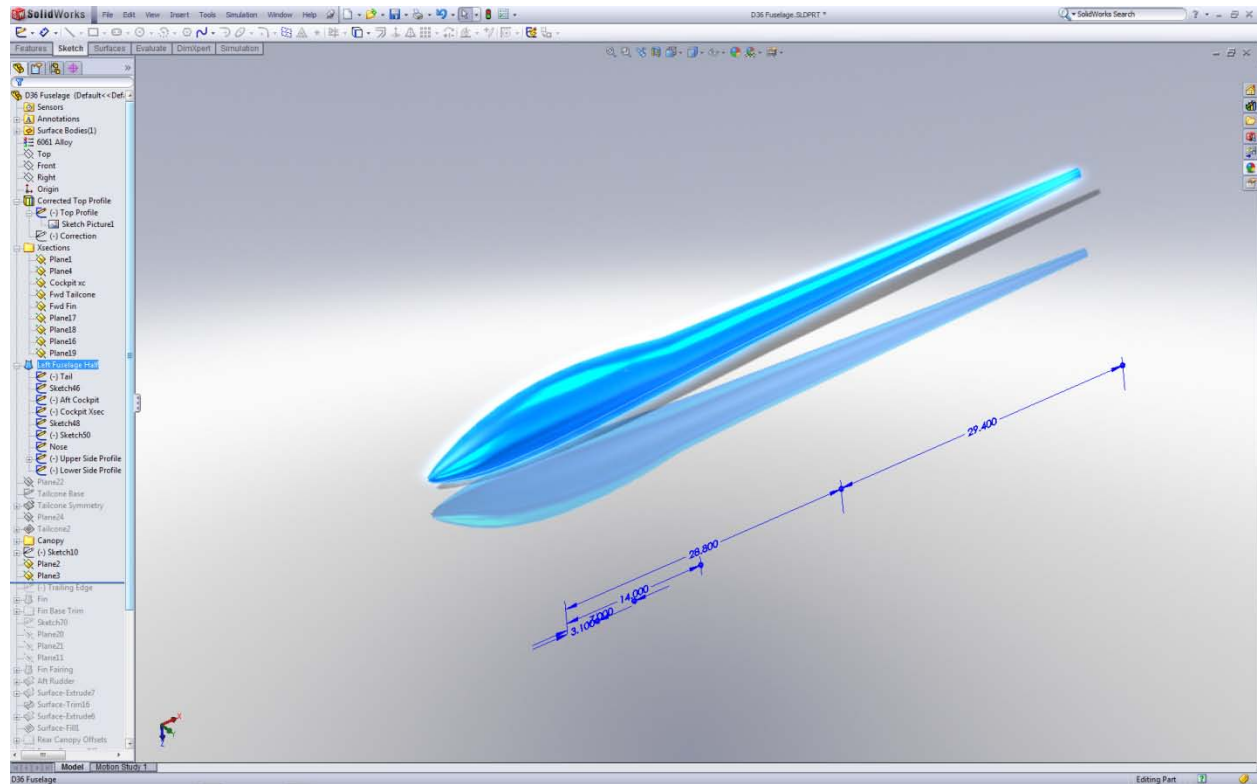 SolidWorks File Edit View Insert Tools Simulation Window Help D36 Fuselage.SLDPRT * SolidWorks Search
Features Sketch Surfaces Evaluate DimXpert Simulation
D36 Fuselage (Default<<Def
Sensors
Annotations
Surface Bodies(1)
6061 Alloy
Top
Front
Right
Origin
Corrected Top Profile
(-) Top Profile
Sketch Picture1
(-) Correction
Xsections
Plane1
Plane4
Cockpit xc
Fwd Tailcone
Fwd Fin
Plane17
Plane18
Plane16
Plane19
Left Fuselage Half
(-) Tail
Sketch46
(-) Aft Cockpit
(-) Cockpit Xsec
Sketch48
(-) Sketch50
Nose
(-) Upper Side Profile
(-) Lower Side Profile
Plane22
Tailcone Base
Tailcone Symmetry
Plane24
Tailcone2
Canopy
(-) Sketch10
Plane2
Plane3
(-) Trailing Edge
Fin
Fin Base Trim
Sketch70
Plane20
Plane21
Plane11
Fin Fairing
Aft Rudder
Surface-Extrude7
Surface-Trim16
Surface-Extrude6
Surface-Fill1
Rear Canopy Offsets
29.400
28.800
14.000
3.100
X
Y
Z
Model Motion Study 1
D36 Fuselage Editing Part